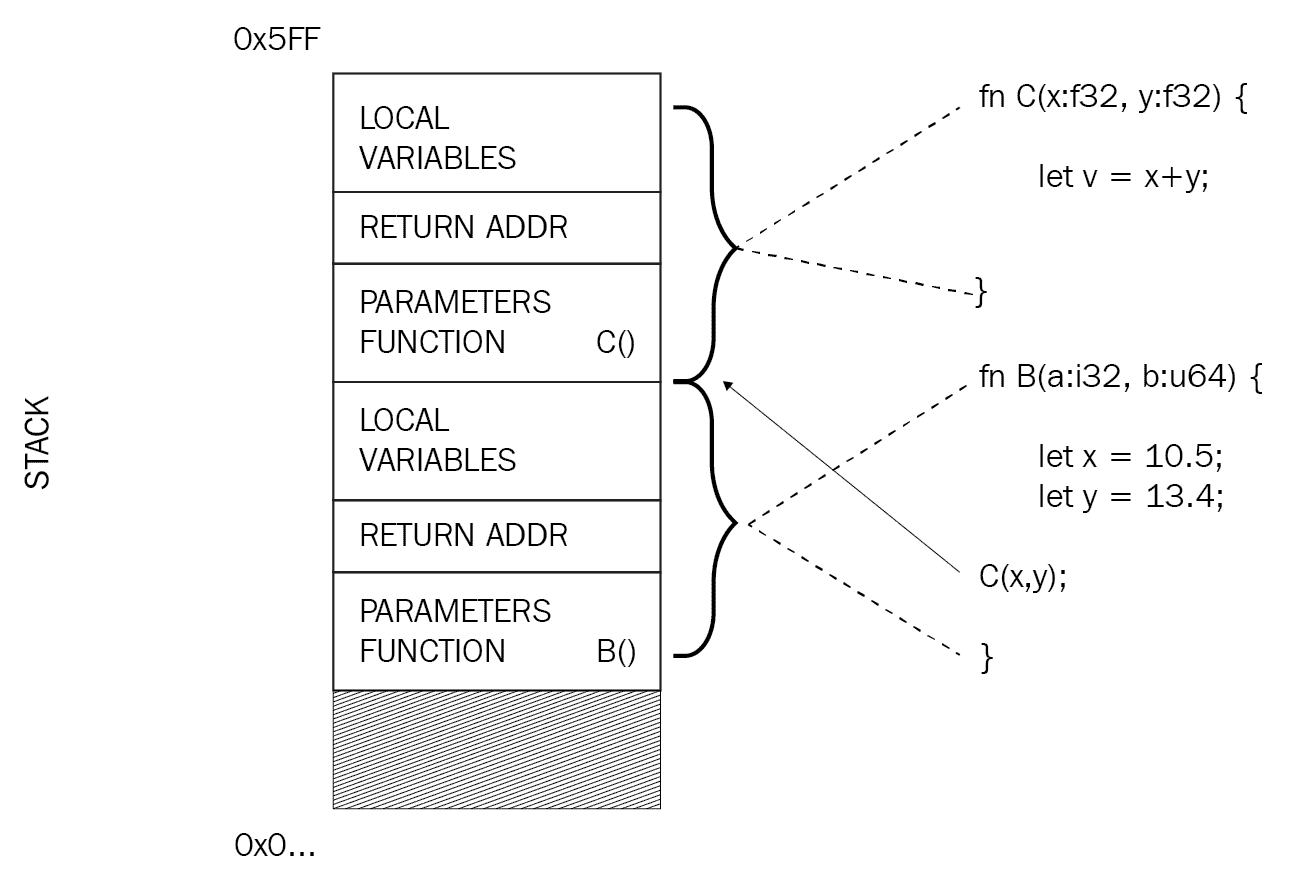 0x5FF
LOCAL
VARIABLES
RETURN ADDR
PARAMETERS
FUNCTION C()
LOCAL
VARIABLES
RETURN ADDR
PARAMETERS
FUNCTION B()
0x0...
STACK
fn C(x:f32, y:f32) {
let v = x+y;
}
fn B(a:i32, b:u64) {
let x = 10.5;
let y = 13.4;
C(x,y);
}